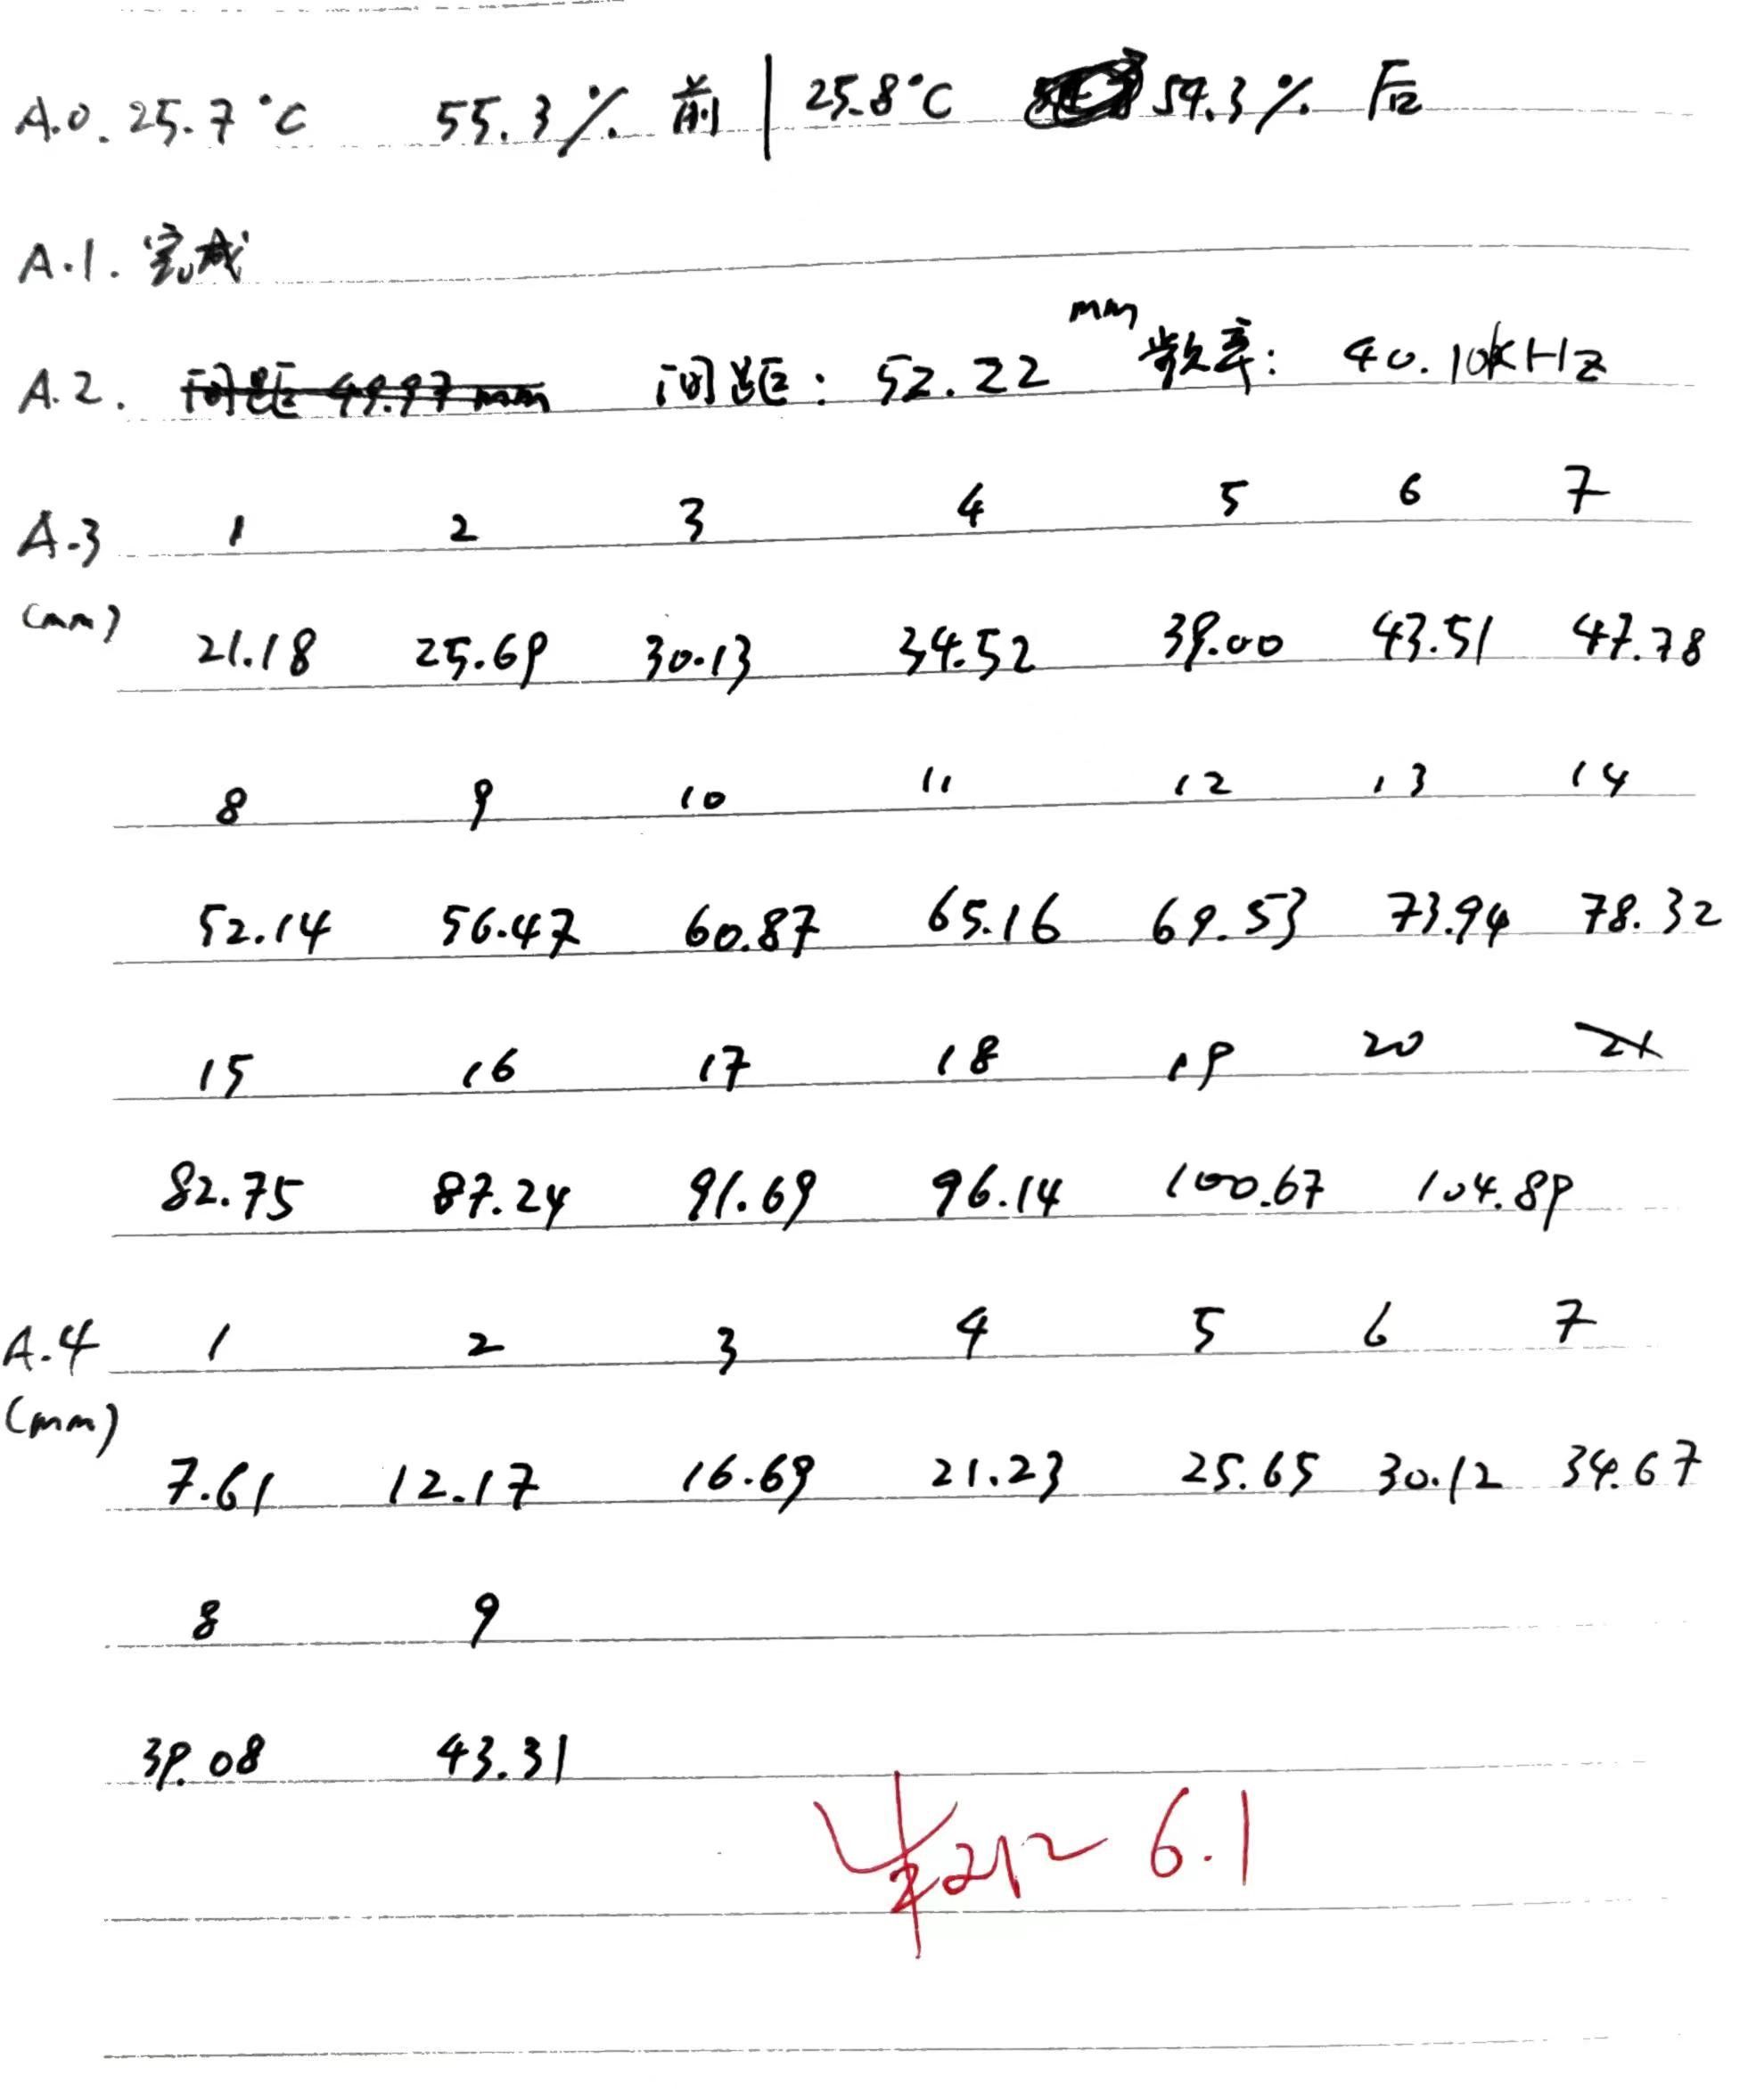 A.0. 25.7°C 55.3% 前 | 25.8°C 54.3% 后
A.1. 完成
A.2. 间距 49.97mm 间距: 52.22 mm 频率: 40.10kHz
A.3 1 2 3 4 5 6 7
(mm) 21.18 25.69 30.13 34.52 39.00 43.51 47.78
8 9 10 11 12 13 14
52.14 56.47 60.87 65.16 69.53 73.94 78.32
15 16 17 18 19 20 21
82.75 87.24 91.69 96.14 100.67 104.89
A.4 1 2 3 4 5 6 7
(mm) 7.61 12.17 16.69 21.23 25.65 30.12 34.67
8 9
39.08 43.31
6.1